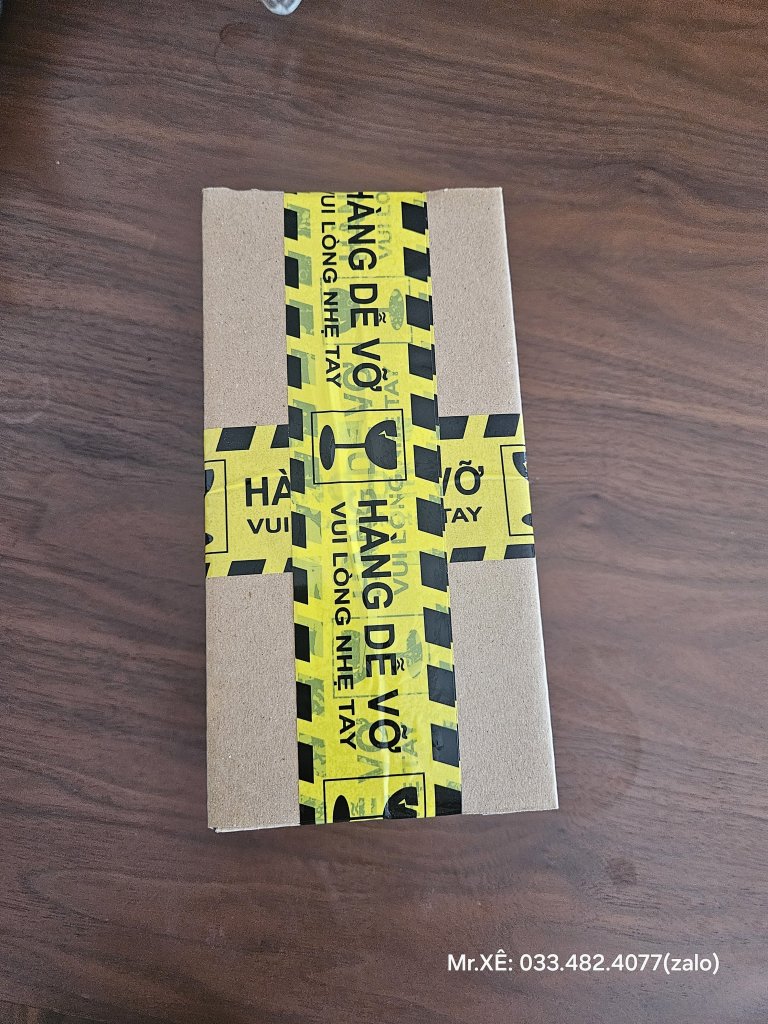 HÀNG DỄ VỠ
VUI LÒNG NHẸ TAY
HÀ
VỠ
VUI
TAY
HÀNG DỄ VỠ
VUI LÒNG NHẸ TAY
Mr.XÊ: 033.482.4077(zalo)